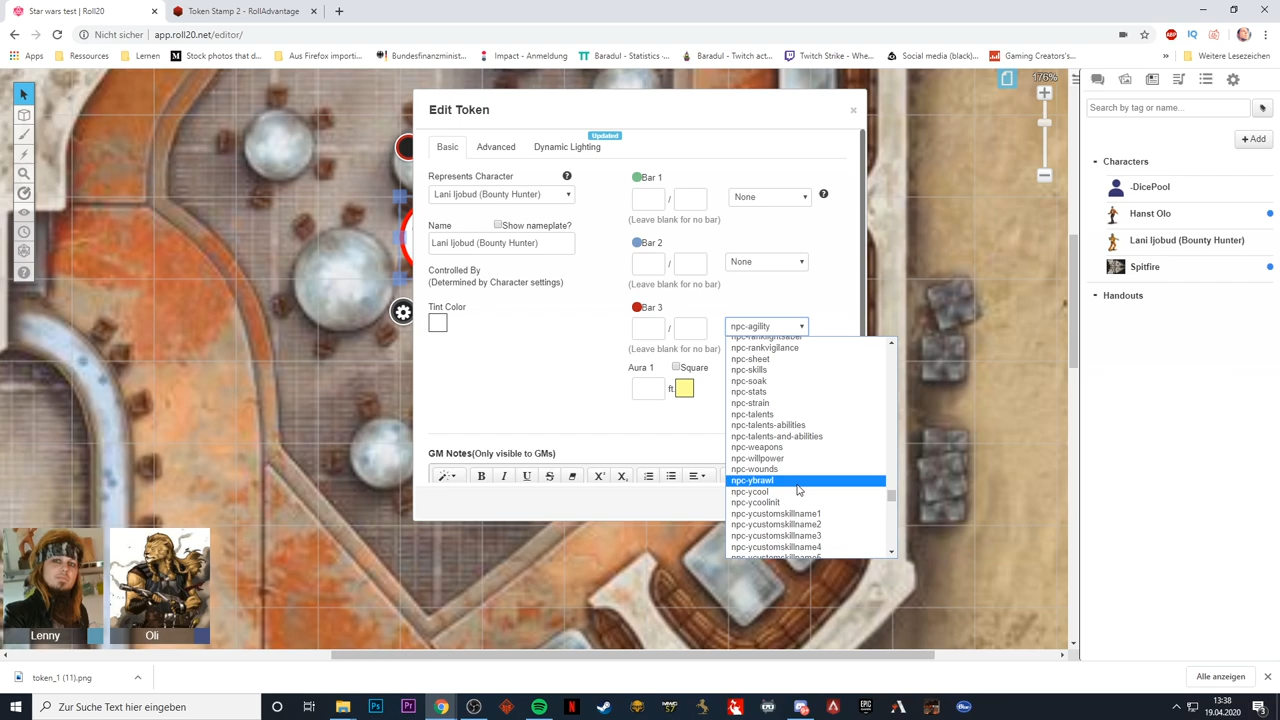 Star wars test | Roll20
Token Stamp 2 - RollAdvantage
Nicht sicher | app.roll20.net/editor/
Apps
Ressources
Lernen
Stock photos that d...
Aus Firefox importi...
Bundesfinanzminist...
Impact - Anmeldung
Baradul - Statistics -...
Baradul - Twitch act...
Twitch Strike - Whe...
Social media (black)...
Gaming Creators's...
Weitere Lesezeichen
176%
Search by tag or name...
+ Add
Characters
-DicePool
Hanst Olo
Lani Ijobud (Bounty Hunter)
Spitfire
Handouts
Edit Token
Updated
Basic
Advanced
Dynamic Lighting
Represents Character
Lani Ijobud (Bounty Hunter)
Name
Show nameplate?
Lani Ijobud (Bounty Hunter)
Controlled By
(Determined by Character settings)
Tint Color
Bar 1
/
None
(Leave blank for no bar)
Bar 2
/
None
(Leave blank for no bar)
Bar 3
/
npc-agility
(Leave blank for no bar)
Aura 1
Square
ft.
npc-ranklightsaber
npc-rankvigilance
npc-sheet
npc-skills
npc-soak
npc-stats
npc-strain
npc-talents
npc-talents-abilities
npc-talents-and-abilities
npc-weapons
npc-willpower
npc-wounds
npc-ybrawl
npc-ycool
npc-ycoolinit
npc-ycustomskillname1
npc-ycustomskillname2
npc-ycustomskillname3
npc-ycustomskillname4
npc-ycustomskillname5
GM Notes(Only visible to GMs)
B I U S
Lenny
Oli
token_1 (11).png
Alle anzeigen
Zur Suche Text hier eingeben
13:38
19.04.2020